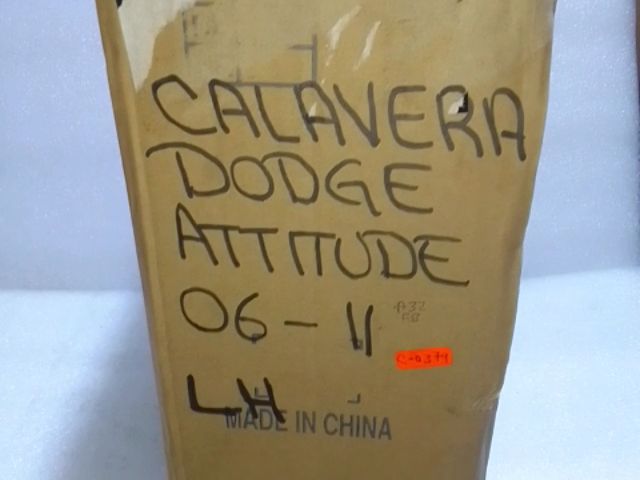 CALAVERA
DODGE
ATTITUDE
06-11
LH
MADE IN CHINA